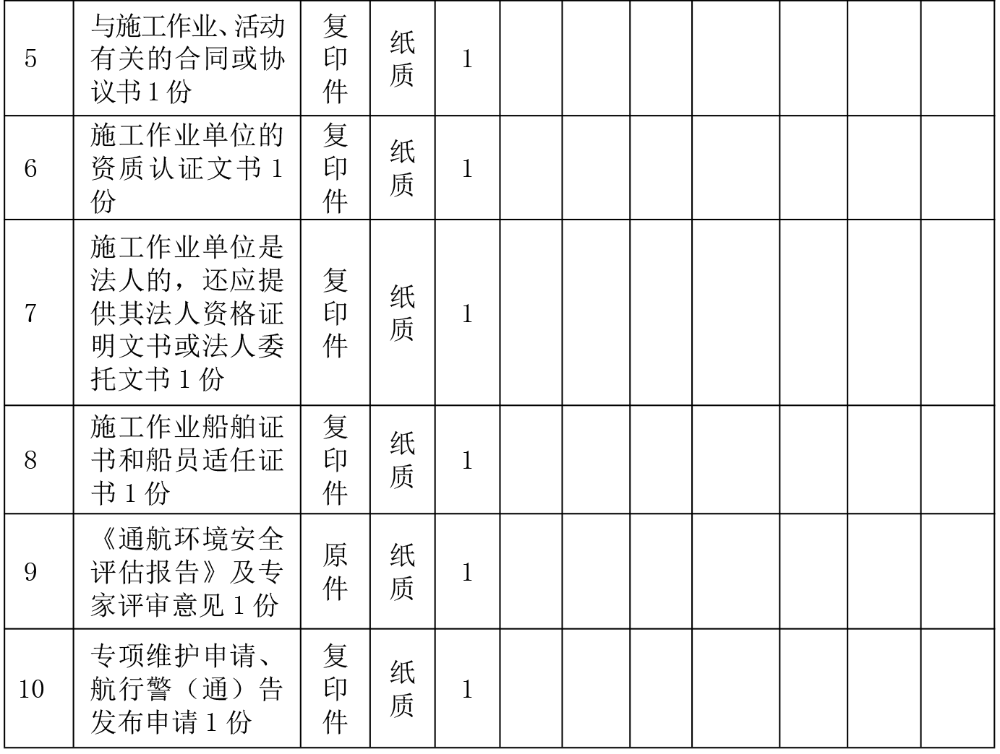 5
与施工作业、活动
有关的合同或协
议书1份
复
印
件
纸
质
1
6
施工作业单位的
资质认证文书1
份
复
印
件
纸
质
1
7
施工作业单位是
法人的，还应提
供其法人资格证
明文书或法人委
托文书1份
复
印
件
纸
质
1
8
施工作业船舶证
书和船员适任证
书1份
复
印
件
纸
质
1
9
《通航环境安全
评估报告》及专
家评审意见1份
原
件
纸
质
1
10
专项维护申请、
航行警（通）告
发布申请1份
复
印
件
纸
质
1